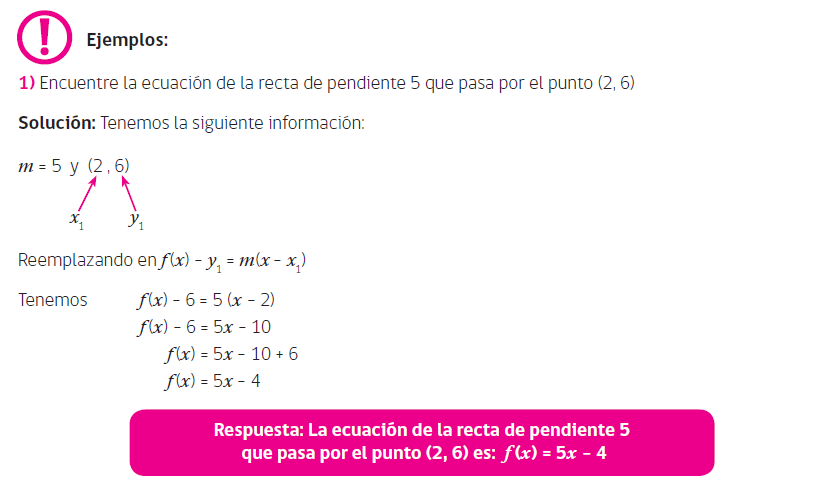 Ejemplos:
1) Encuentre la ecuación de la recta de pendiente 5 que pasa por el punto (2, 6)
Solución: Tenemos la siguiente información:
m = 5 y (2 , 6)
x₁ y₁
Reemplazando en f(x) – y₁ = m(x – x₁)
Tenemos f(x) – 6 = 5 (x – 2)
f(x) – 6 = 5x – 10
f(x) = 5x – 10 + 6
f(x) = 5x – 4
Respuesta: La ecuación de la recta de pendiente 5
que pasa por el punto (2, 6) es: f(x) = 5x – 4